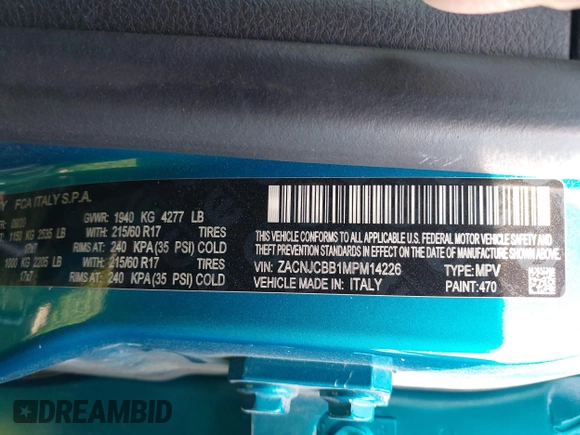 FCA ITALY S.P.A.
GVWR: 1940 KG 4277 LB
1150 KG 2535 LB
WITH: 215/60 R17 TIRES
RIMS AT: 240 KPA(35 PSI) COLD
1000 KG 2205 LB
WITH: 215/60 R17 TIRES
17x7
RIMS AT: 240 KPA(35 PSI) COLD
THIS VEHICLE CONFORMS TO ALL APPLICABLE U.S. FEDERAL MOTOR VEHICLE SAFETY, BUMPER, AND
THEFT PREVENTION STANDARDS IN EFFECT ON THE DATE OF MANUFACTURE SHOWN ABOVE
VIN: ZACNJCBB1MPM14226 TYPE: MPV
VEHICLE MADE IN: ITALY PAINT: 470
DREAMBID